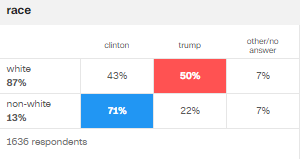 race
clinton trump other/no answer
white 87% 43% 50% 7%
non-white 13% 71% 22% 7%
1636 respondents